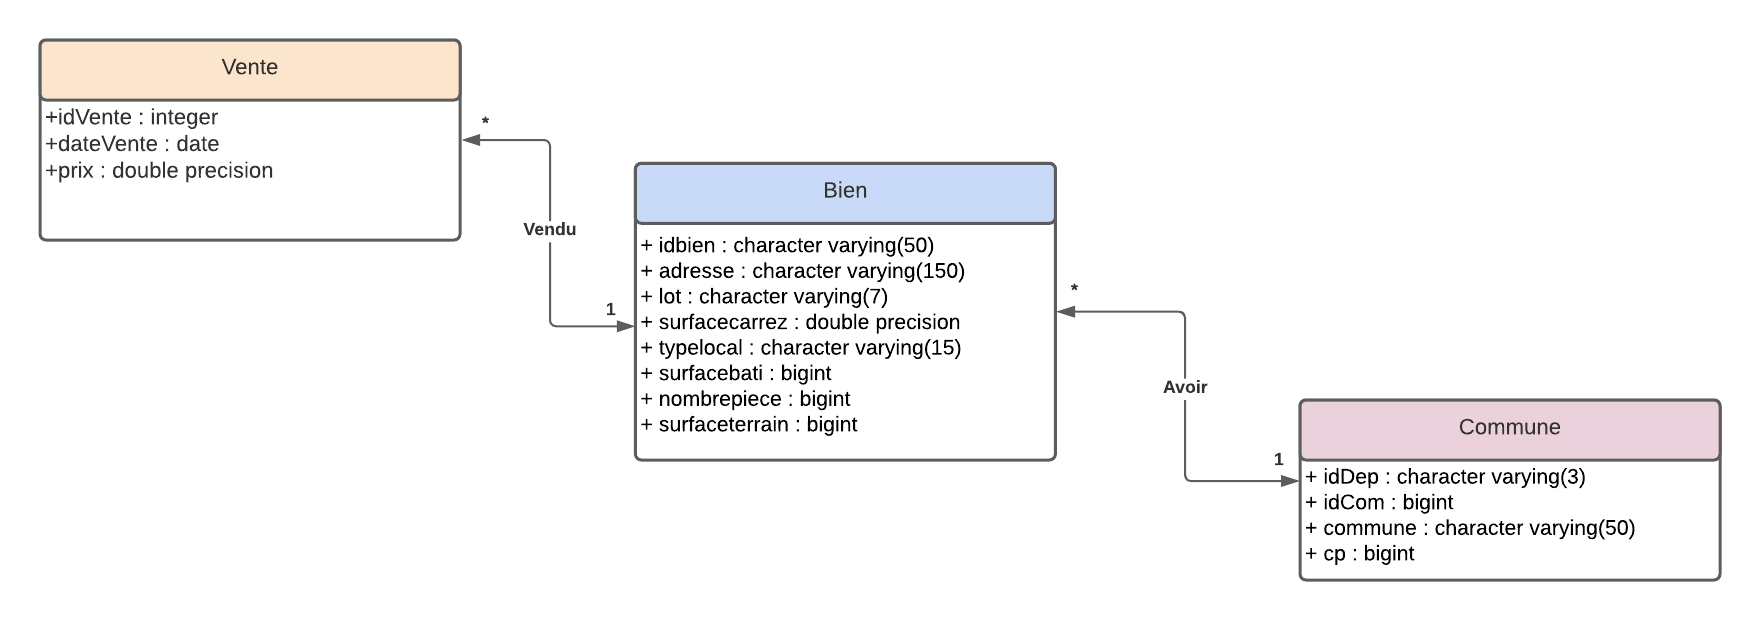 Vente
+idVente : integer
+dateVente : date
+prix : double precision
*
Vendu
1
Bien
+ idbien : character varying(50)
+ adresse : character varying(150)
+ lot : character varying(7)
+ surfacecarrez : double precision
+ typelocal : character varying(15)
+ surfacebati : bigint
+ nombrepiece : bigint
+ surfaceterrain : bigint
*
Avoir
1
Commune
+ idDep : character varying(3)
+ idCom : bigint
+ commune : character varying(50)
+ cp : bigint